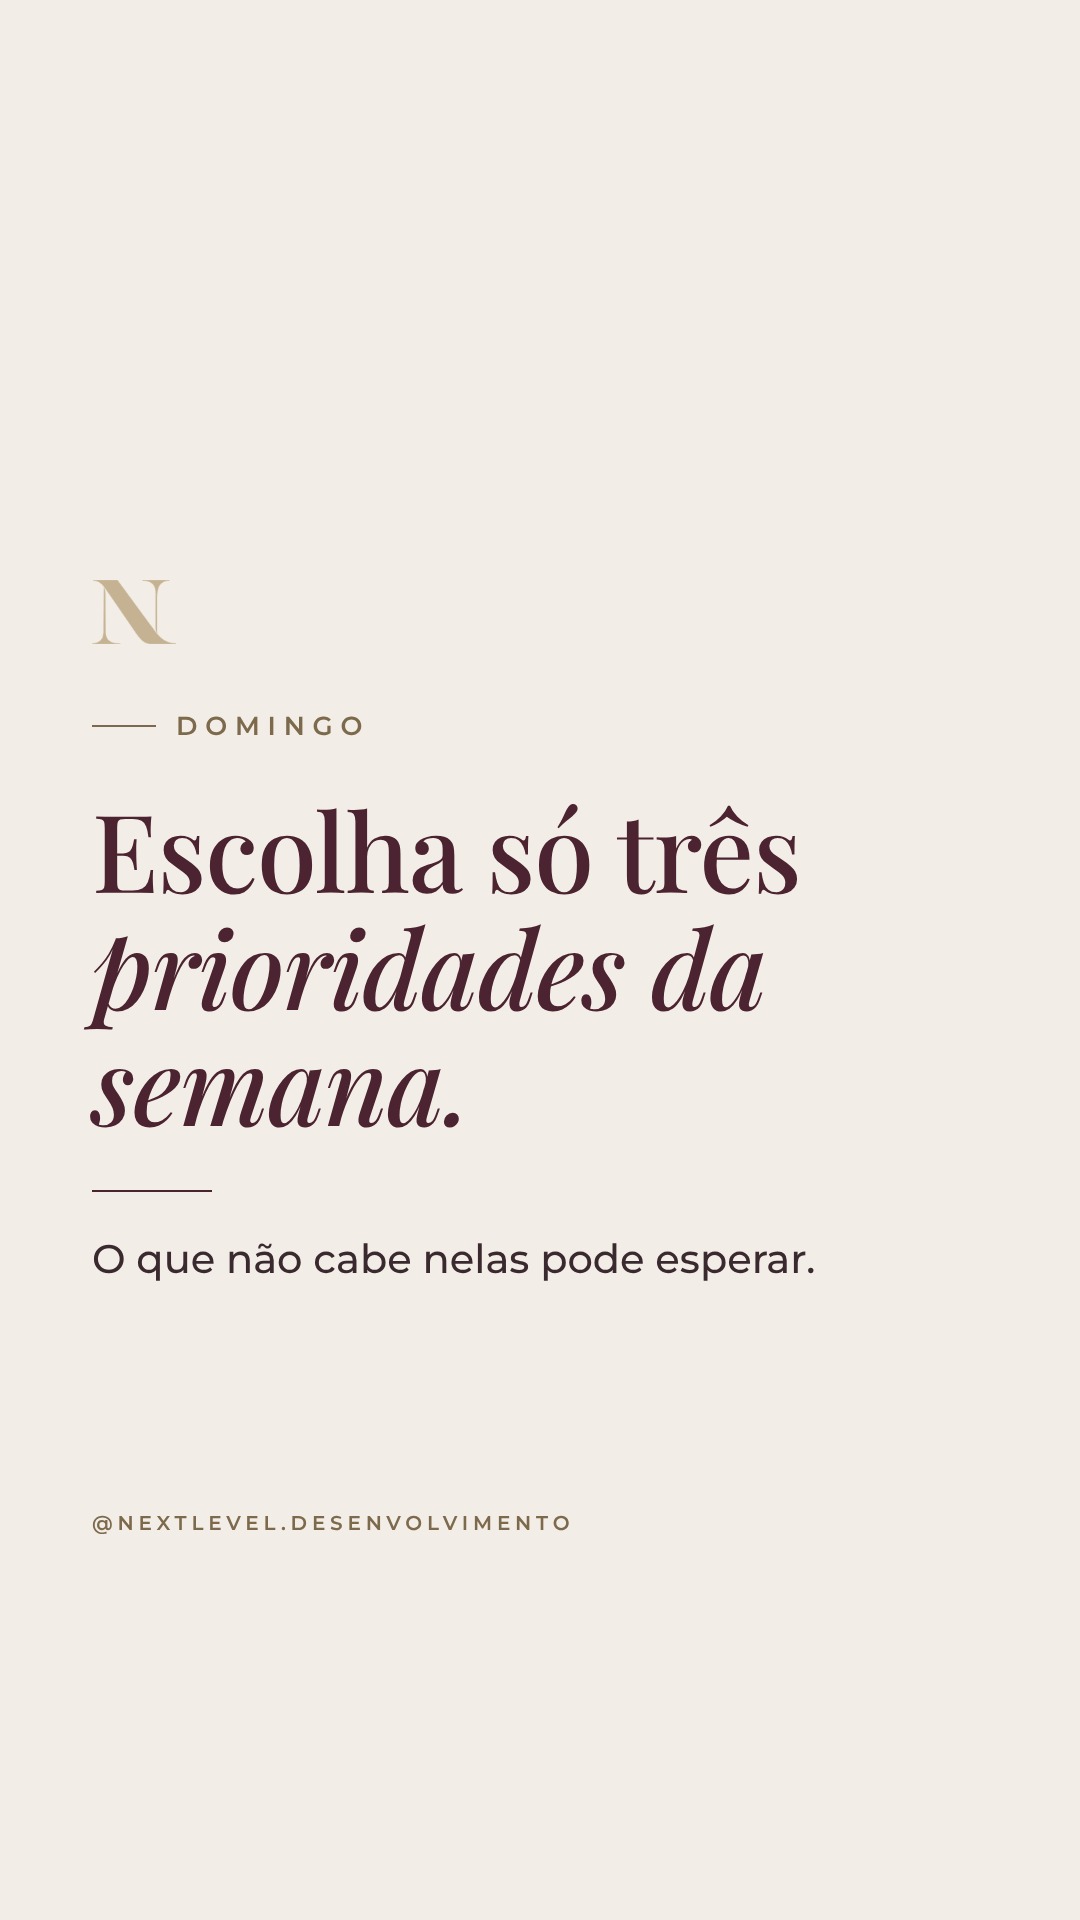 N
DOMINGO
Escolha só três
prioridades da
semana.
O que não cabe nelas pode esperar.
@NEXTLEVEL.DESENVOLVIMENTO